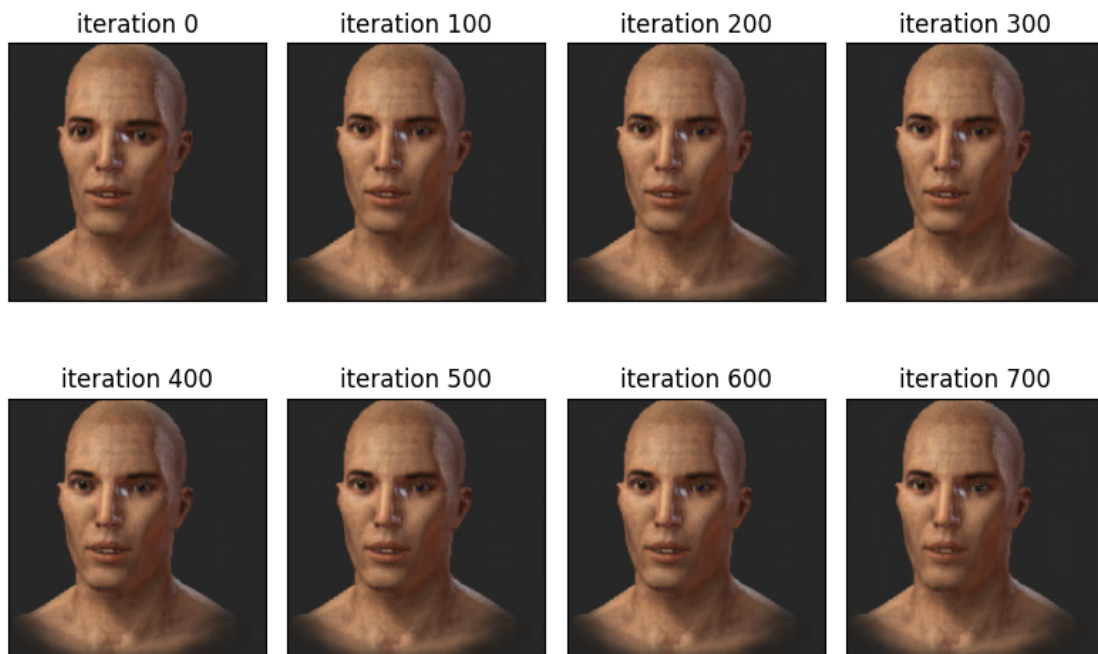 iteration 0
iteration 100
iteration 200
iteration 300
iteration 400
iteration 500
iteration 600
iteration 700